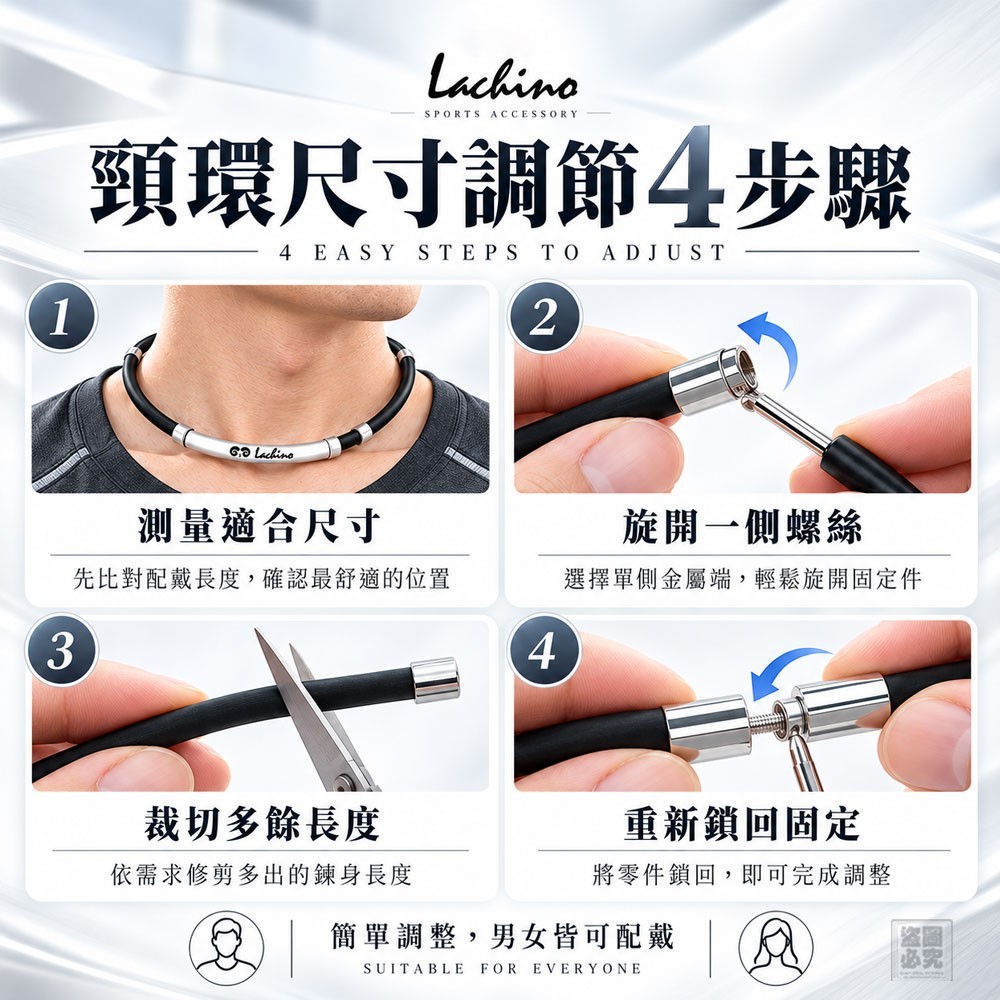 Lachino
SPORTS ACCESSORY
頸環尺寸調節4步驟
4 EASY STEPS TO ADJUST
1
Lachino
測量適合尺寸
先比對配戴長度，確認最舒適的位置
2
旋開一側螺絲
選擇單側金屬端，輕鬆旋開固定件
3
裁切多餘長度
依需求修剪多出的鍊身長度
4
重新鎖回固定
將零件鎖回，即可完成調整
簡單調整，男女皆可配戴
SUITABLE FOR EVERYONE
盜圖
必究